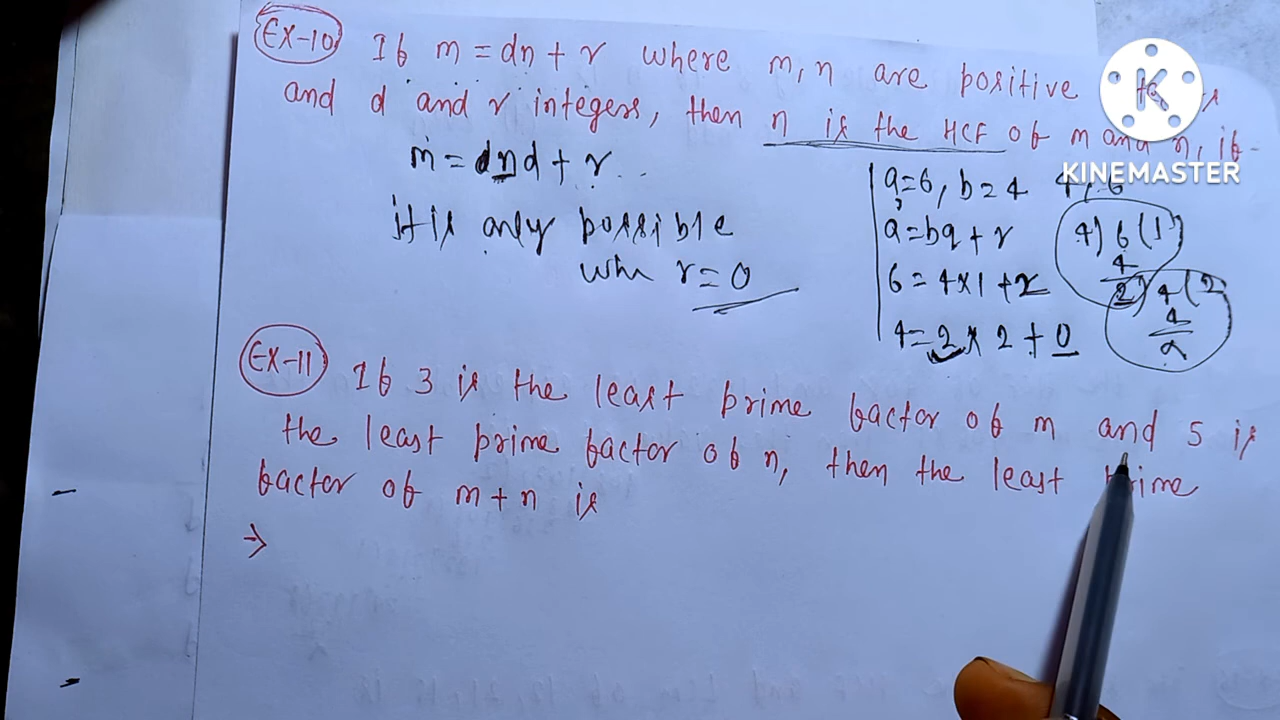 EX-10 If m = dn + r where m, n are positive
and d and r integers, then n is the HCF of m and n, if
m = dnd + r
it is only possible
whn r = 0
a=6, b=4 4, 6
a = bq + r
6 = 4×1 + 2
4 = 2 × 2 + 0
4) 6 (1
4
2) 4 (2
4
EX-11 If 3 is the least prime factor of m and 5 is
the least prime factor of n, then the least prime
factor of m + n is
⇒
K
KINEMASTER